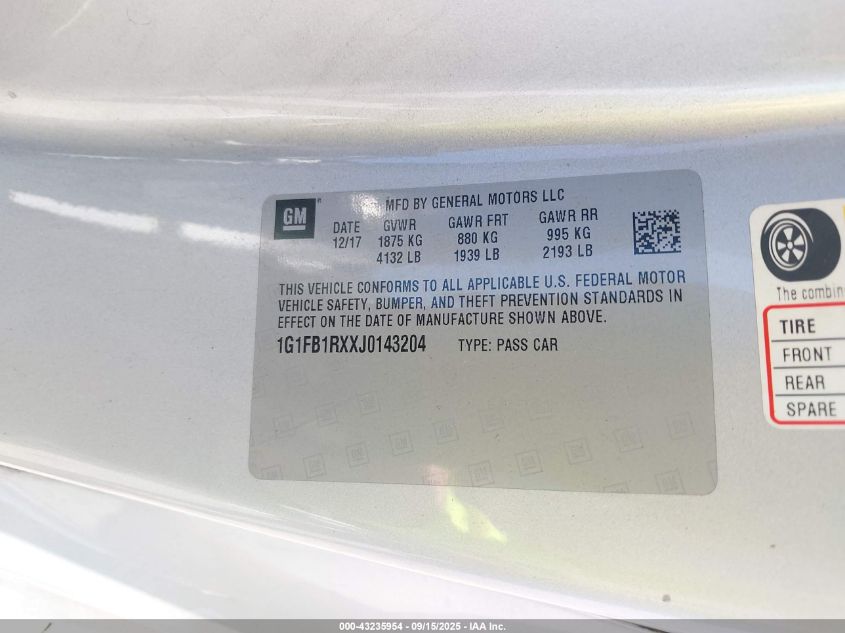 GM ® MFD BY GENERAL MOTORS LLC
DATE GVWR GAWR FRT GAWR RR
12/17 1875 KG 880 KG 995 KG
4132 LB 1939 LB 2193 LB
THIS VEHICLE CONFORMS TO ALL APPLICABLE U.S. FEDERAL MOTOR
VEHICLE SAFETY, BUMPER, AND THEFT PREVENTION STANDARDS IN
EFFECT ON THE DATE OF MANUFACTURE SHOWN ABOVE.
1G1FB1RXXJ0143204 TYPE: PASS CAR
The combin
TIRE
FRONT
REAR
SPARE
000-43235954 - 09/15/2025 - IAA Inc.